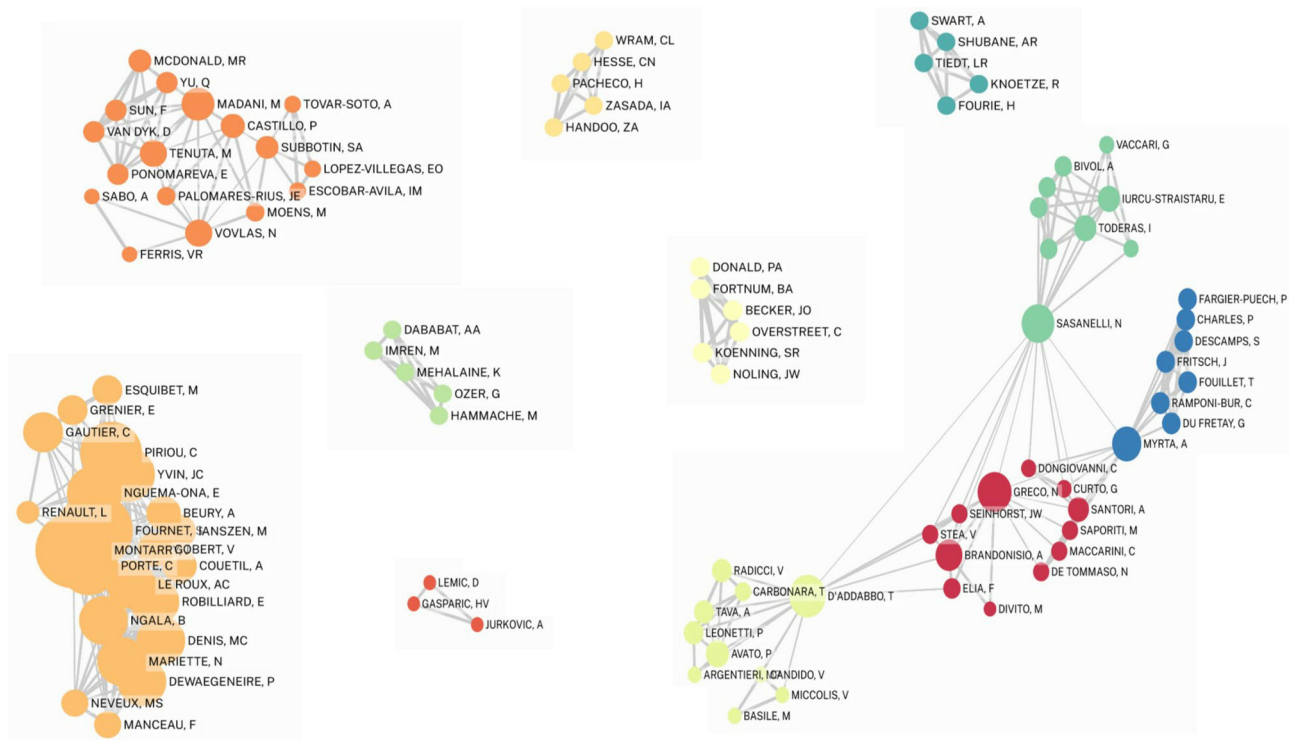 MCDONALD, MR
YU, Q
SUN, F
MADANI, M
TOVAR-SOTO, A
VAN DYK, D
CASTILLO, P
TENUTA, M
SUBBOTIN, SA
PONOMAREVA, E
LOPEZ-VILLEGAS, EO
SABO, A
PALOMARES-RIUS, JE
ESCOBAR-AVILA, IM
MOENS, M
VOVLAS, N
FERRIS, VR
WRAM, CL
HESSE, CN
PACHECO, H
ZASADA, IA
HANDOO, ZA
SWART, A
SHUBANE, AR
TIEDT, LR
KNOETZE, R
FOURIE, H
VACCARI, G
BIVOL, A
IURCU-STRAISTARU, E
TODERAS, I
SASANELLI, N
DONALD, PA
FORTNUM, BA
BECKER, JO
OVERSTREET, C
KOENNING, SR
NOLING, JW
FARGIER-PUECH, P
CHARLES, P
DESCAMPS, S
FRITSCH, J
FOUILLET, T
RAMPONI-BUR, C
DU FRETAY, G
MYRTA, A
DABABAT, AA
IMREN, M
MEHALAINE, K
OZER, G
HAMMACHE, M
ESQUIBET, M
GRENIER, E
GAUTIER, C
PIRIOU, C
YVIN, JC
NGUEMA-ONA, E
RENAULT, L
BEURY, A
FOURNET, S
JANSZEN, M
GOBERT, V
PORTE, C
COUETIL, A
LE ROUX, AC
ROBILLIARD, E
NGALA, B
DENIS, MC
MARIETTE, N
DEWAEGENEIRE, P
NEVEUX, MS
MANCEAU, F
LEMIC, D
GASPARIC, HV
JURKOVIC, A
DONGIOVANNI, C
GRECO, N
CURTO, G
SEINHORST, JW
SANTORI, A
STEA, V
SAPORITI, M
BRANDONISIO, A
MACCARINI, C
DE TOMMASO, N
ELIA, F
DIVITO, M
RADICCI, V
CARBONARA, T
D'ADDABBO, T
TAVA, A
LEONETTI, P
AVATO, P
ARGENTIERI, 
CANDIDO, V
MICCOLIS, V
BASILE, M